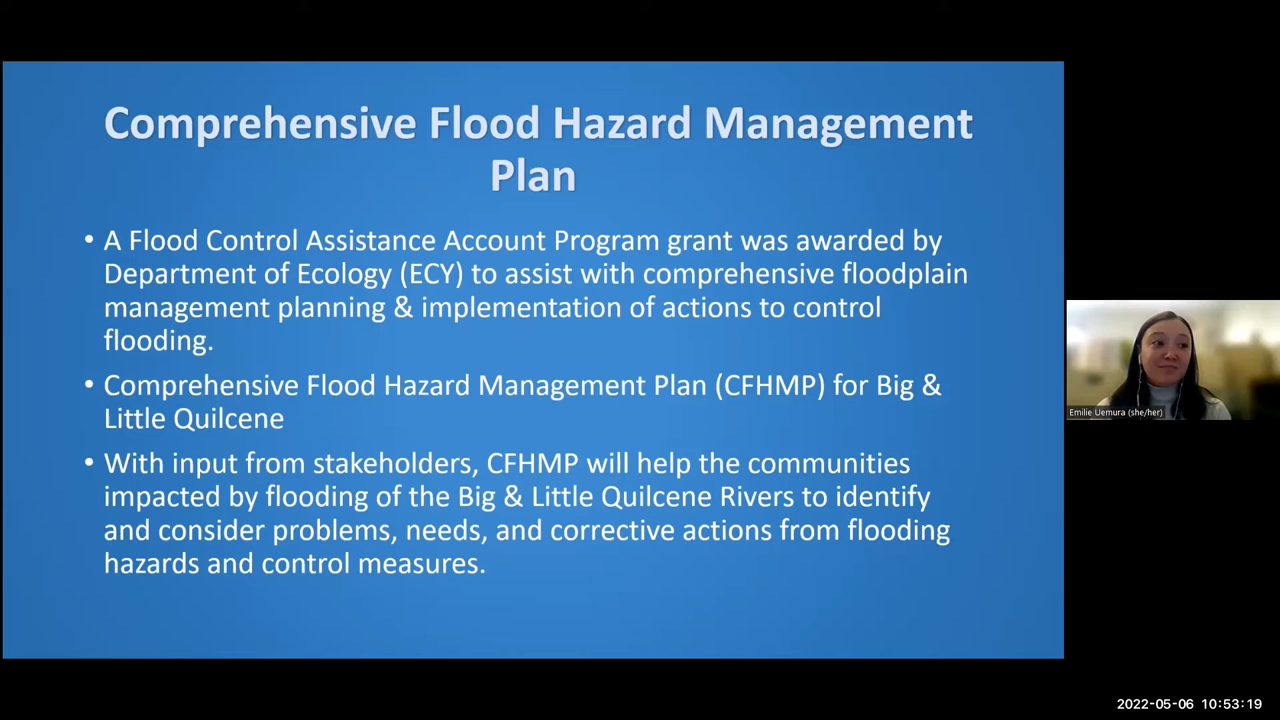 Comprehensive Flood Hazard Management
Plan
• A Flood Control Assistance Account Program grant was awarded by
Department of Ecology (ECY) to assist with comprehensive floodplain
management planning & implementation of actions to control
flooding.
• Comprehensive Flood Hazard Management Plan (CFHMP) for Big &
Little Quilcene
• With input from stakeholders, CFHMP will help the communities
impacted by flooding of the Big & Little Quilcene Rivers to identify
and consider problems, needs, and corrective actions from flooding
hazards and control measures.
Emilie Uemura (she/her)
2022-05-06 10:53:19